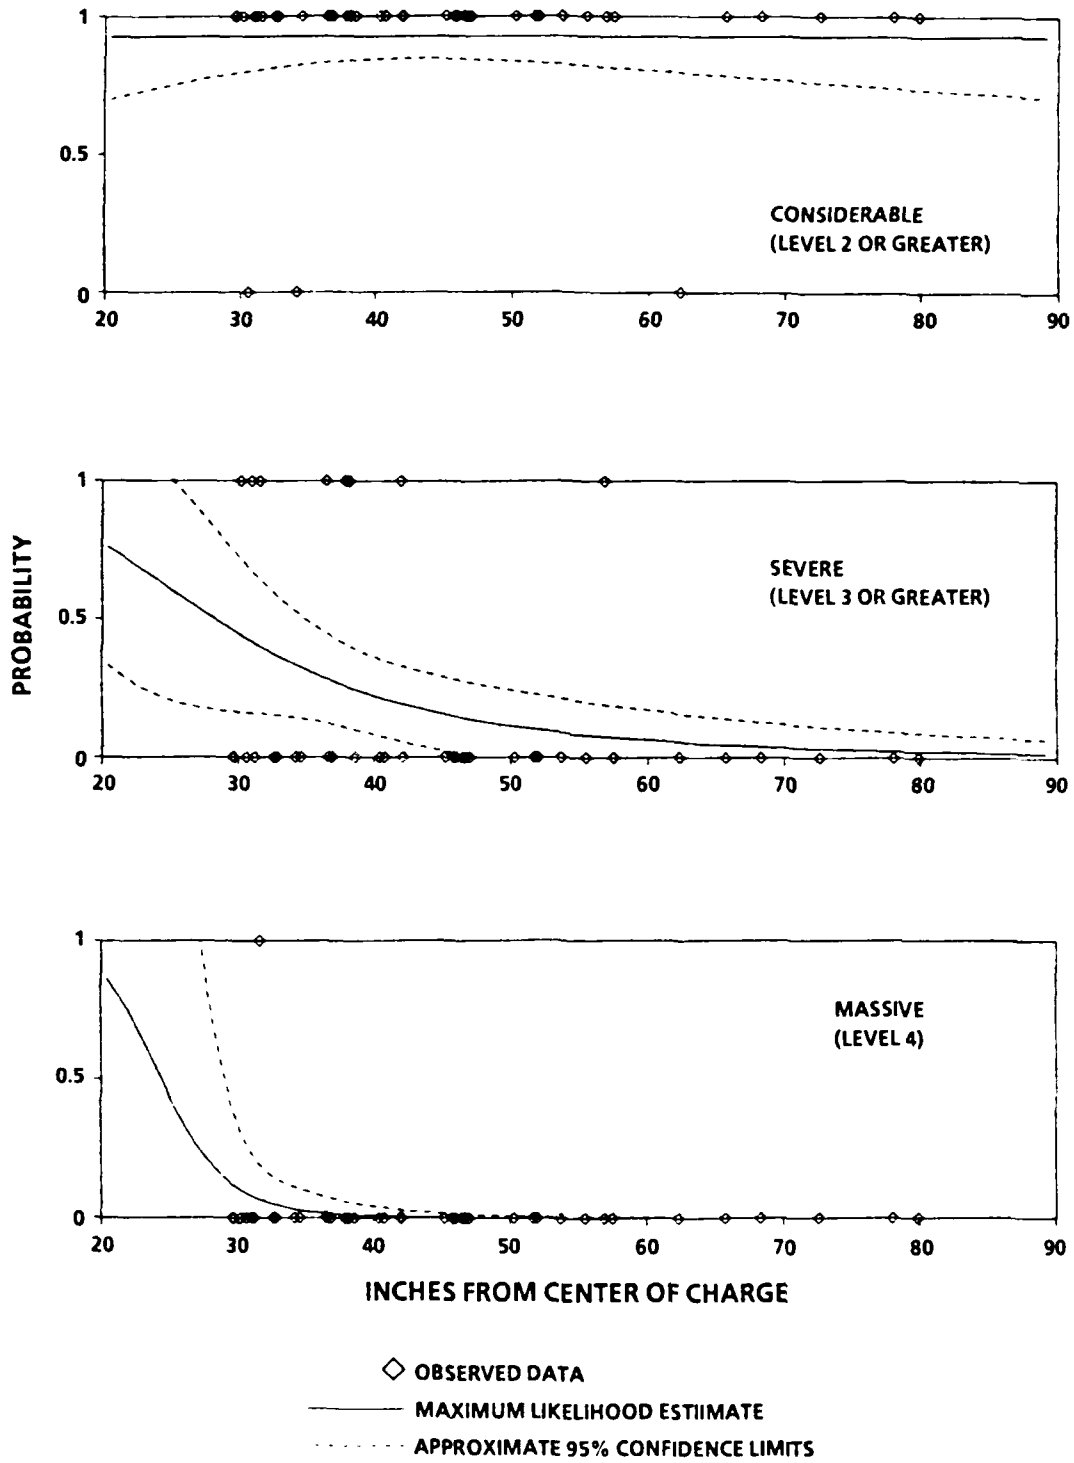 1
0.5
CONSIDERABLE
(LEVEL 2 OR GREATER)
0
20 30 40 50 60 70 80 90
1
SEVERE
(LEVEL 3 OR GREATER)
0.5
0
20 30 40 50 60 70 80 90
PROBABILITY
1
MASSIVE
(LEVEL 4)
0.5
0
20 30 40 50 60 70 80 90
INCHES FROM CENTER OF CHARGE
OBSERVED DATA
MAXIMUM LIKELIHOOD ESTIIMATE
APPROXIMATE 95% CONFIDENCE LIMITS